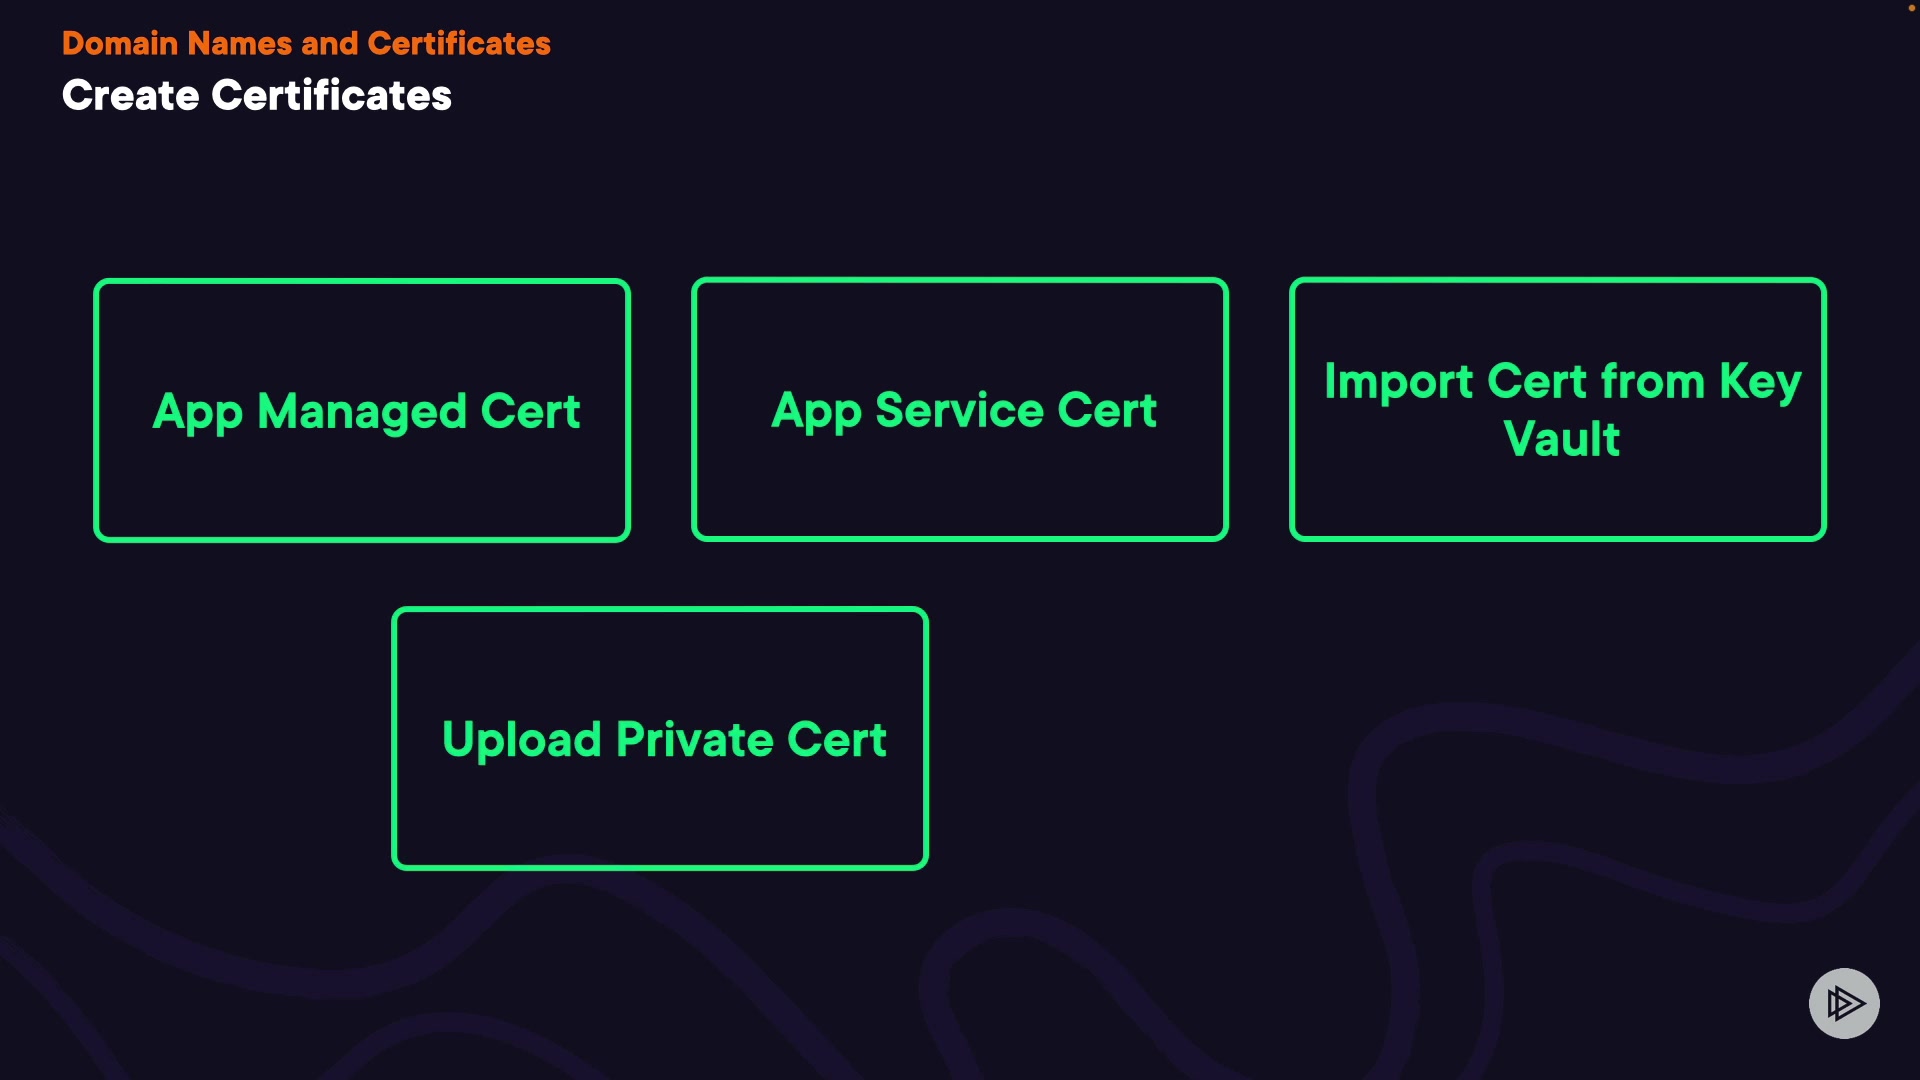 Domain Names and Certificates
Create Certificates
App Managed Cert
App Service Cert
Import Cert from Key
Vault
Upload Private Cert